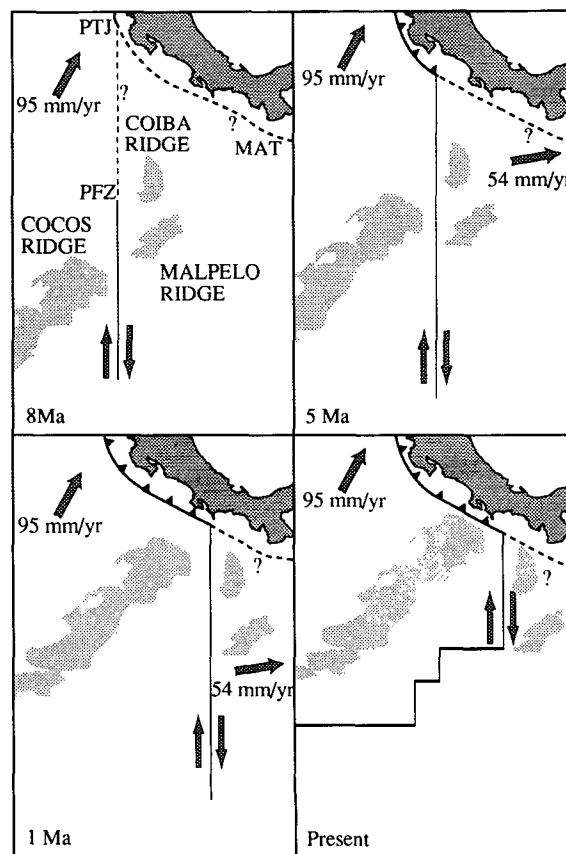 PTJ
95 mm/yr
?
COIBA
RIDGE
?
MAT
PFZ
COCOS
RIDGE
MALPELO
RIDGE
8Ma
95 mm/yr
?
54 mm/yr
5 Ma
95 mm/yr
?
54 mm/yr
1 Ma
95 mm/yr
?
Present